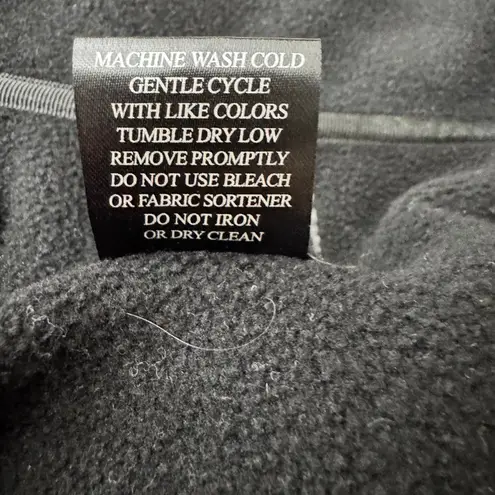 MACHINE WASH COLD
GENTLE CYCLE
WITH LIKE COLORS
TUMBLE DRY LOW
REMOVE PROMPTLY
DO NOT USE BLEACH
OR FABRIC SORTENER
DO NOT IRON
OR DRY CLEAN